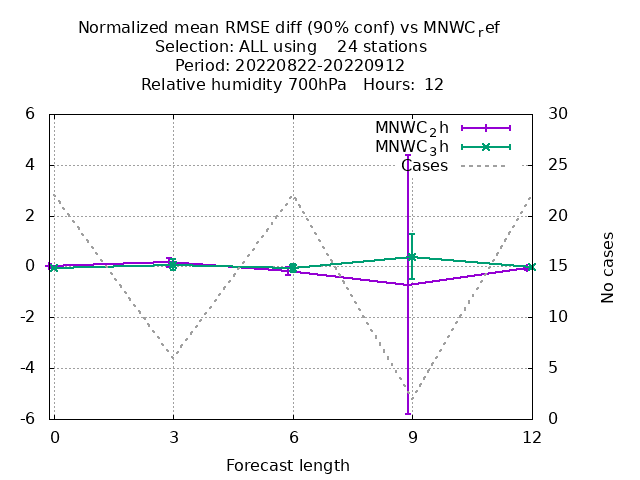 Normalized mean RMSE diff (90% conf) vs MNWC_ref
Selection: ALL using    24 stations
Period: 20220822-20220912
Relative humidity 700hPa   Hours: 12
6 30
MNWC_2h
MNWC_3h
Cases
4 25
2 20
0 15
-2 10
-4 5
-6 0
No cases
0 3 6 9 12
Forecast length